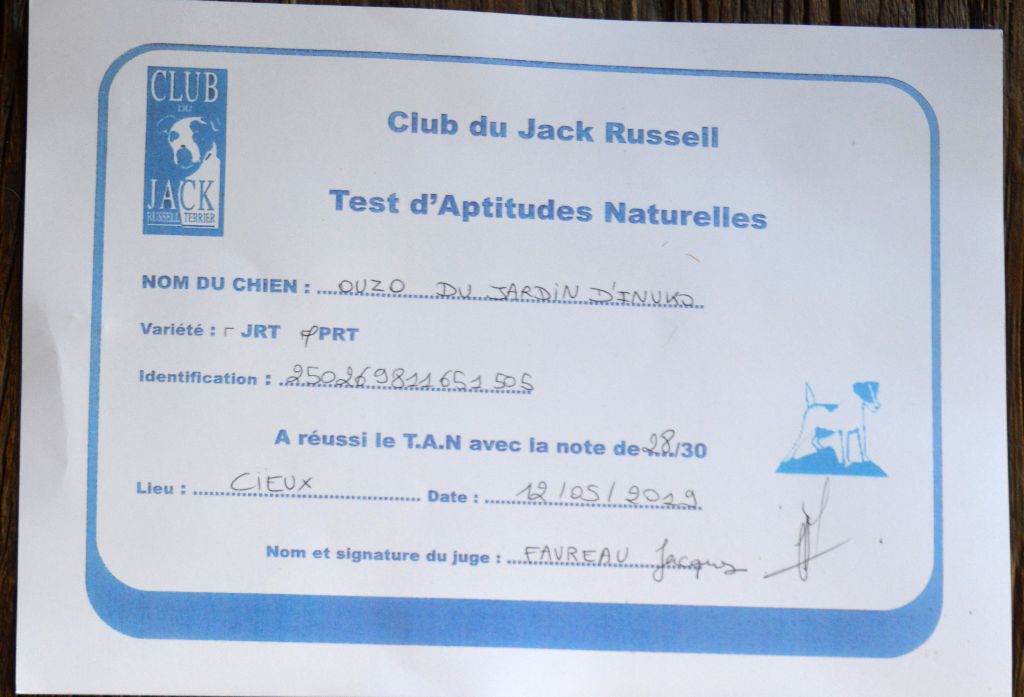 CLUB
DU
JACK
RUSSELL TERRIER
Club du Jack Russell
Test d'Aptitudes Naturelles
NOM DU CHIEN : OUZO DU JARDIN D'INUKO
Variété : JRT PRT
Identification : 250269811651505
A réussi le T.A.N avec la note de 28/30
Lieu : CIEUX Date : 12/05/2019
Nom et signature du juge : FAVREAU Jacques